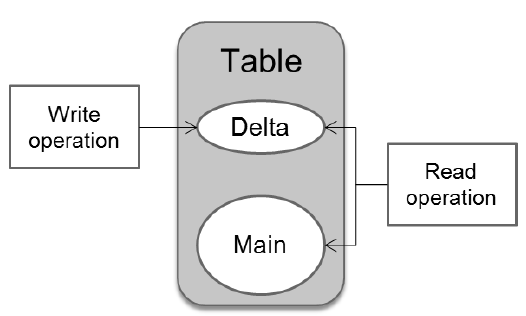 Table
Write
operation
Delta
Read
operation
Main